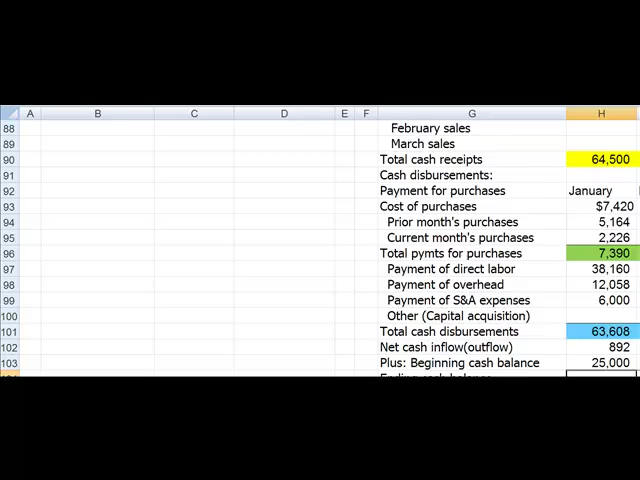 A B C D E F G H
88 February sales
89 March sales
90 Total cash receipts 64,500
91 Cash disbursements:
92 Payment for purchases January
93 Cost of purchases $7,420
94 Prior month's purchases 5,164
95 Current month's purchases 2,226
96 Total pymts for purchases 7,390
97 Payment of direct labor 38,160
98 Payment of overhead 12,058
99 Payment of S&A expenses 6,000
100 Other (Capital acquisition)
101 Total cash disbursements 63,608
102 Net cash inflow(outflow) 892
103 Plus: Beginning cash balance 25,000